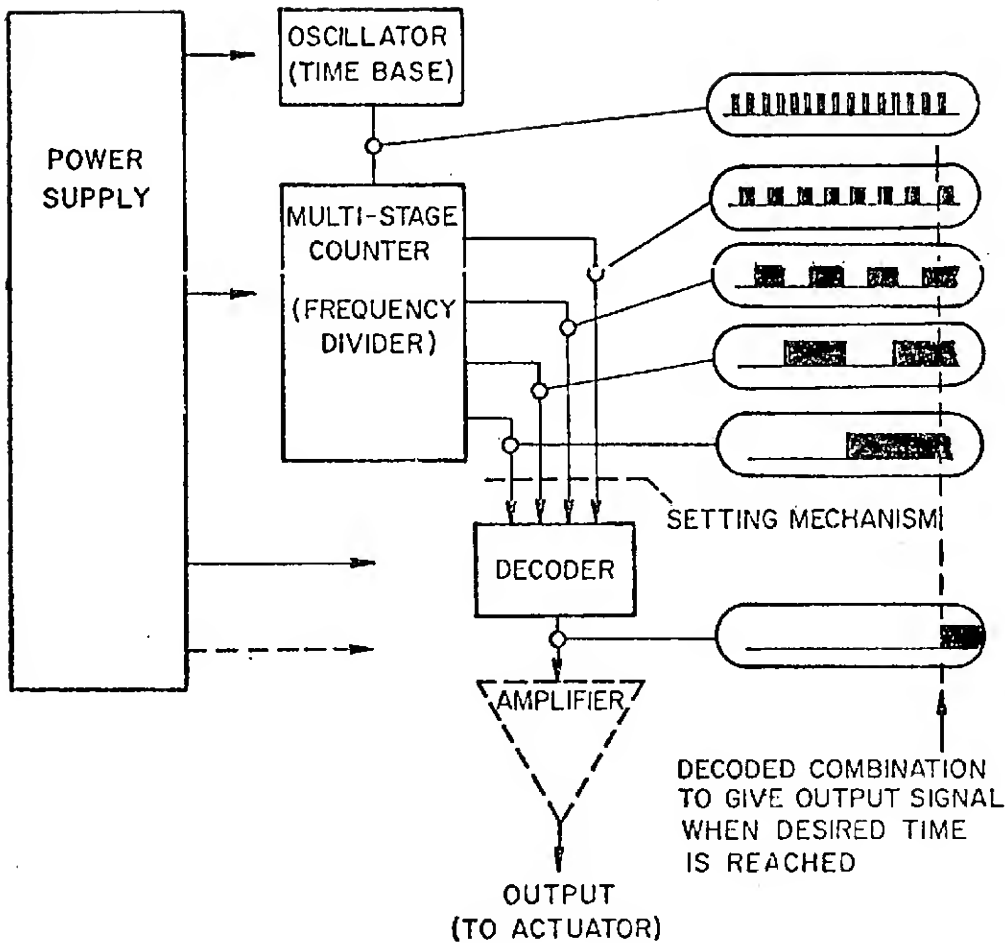 POWER
SUPPLY
OSCILLATOR
(TIME BASE)
MULTI-STAGE
COUNTER
(FREQUENCY
DIVIDER)
SETTING MECHANISM
DECODER
AMPLIFIER
DECODED COMBINATION
TO GIVE OUTPUT SIGNAL
WHEN DESIRED TIME
IS REACHED
OUTPUT
(TO ACTUATOR)